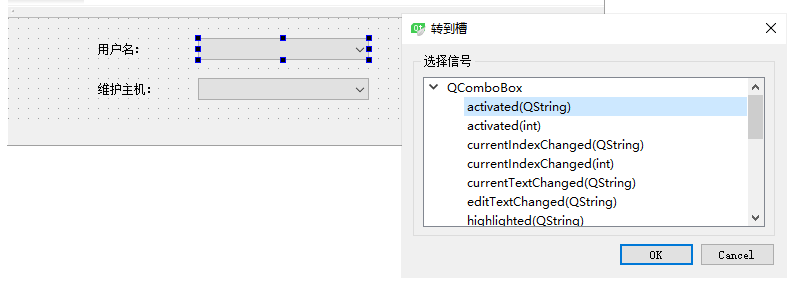 用户名：
维护主机：
转到槽
选择信号
QComboBox
activated(QString)
activated(int)
currentIndexChanged(QString)
currentIndexChanged(int)
currentTextChanged(QString)
editTextChanged(QString)
highlighted(QString)
OK
Cancel